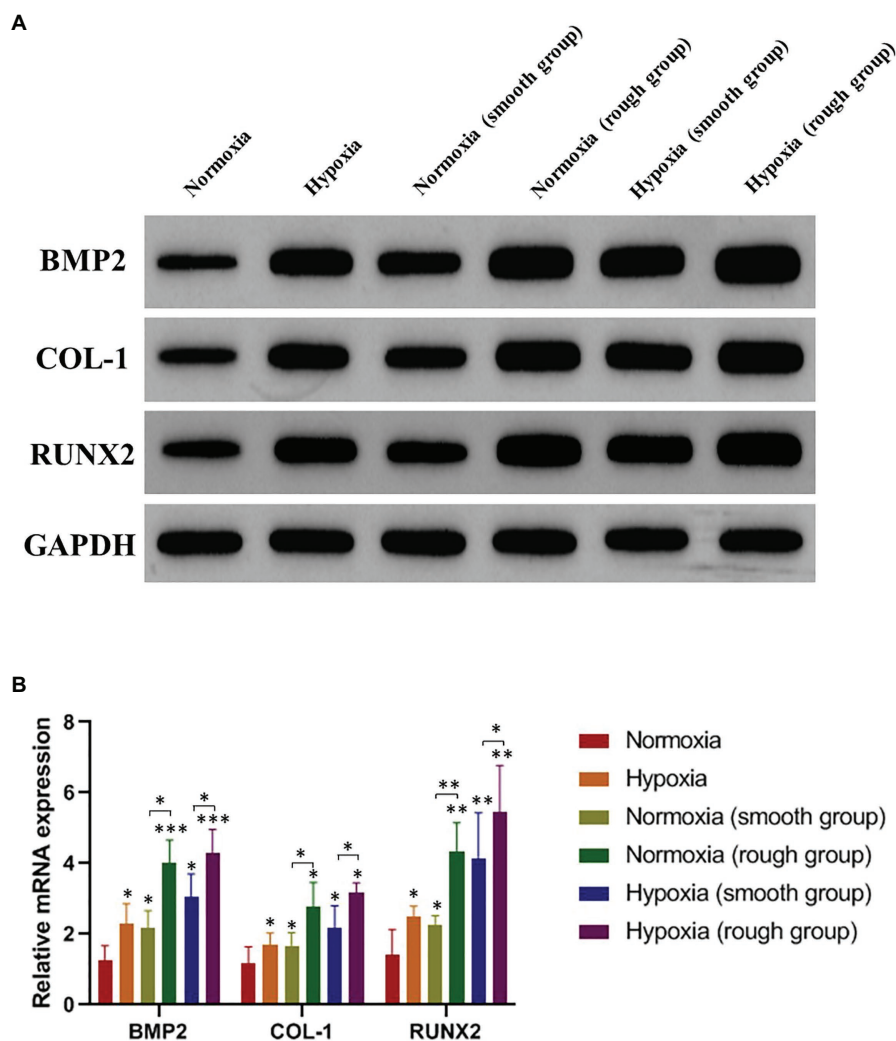 A
Normoxia
Hypoxia
Normoxia (smooth group)
Normoxia (rough group)
Hypoxia (smooth group)
Hypoxia (rough group)
BMP2
COL-1
RUNX2
GAPDH
B
Relative mRNA expression
8
6
4
2
0
* * * *** * * *** *
* * * * * * *
* * ** ** ** ** *
BMP2
COL-1
RUNX2
Normoxia
Hypoxia
Normoxia (smooth group)
Normoxia (rough group)
Hypoxia (smooth group)
Hypoxia (rough group)